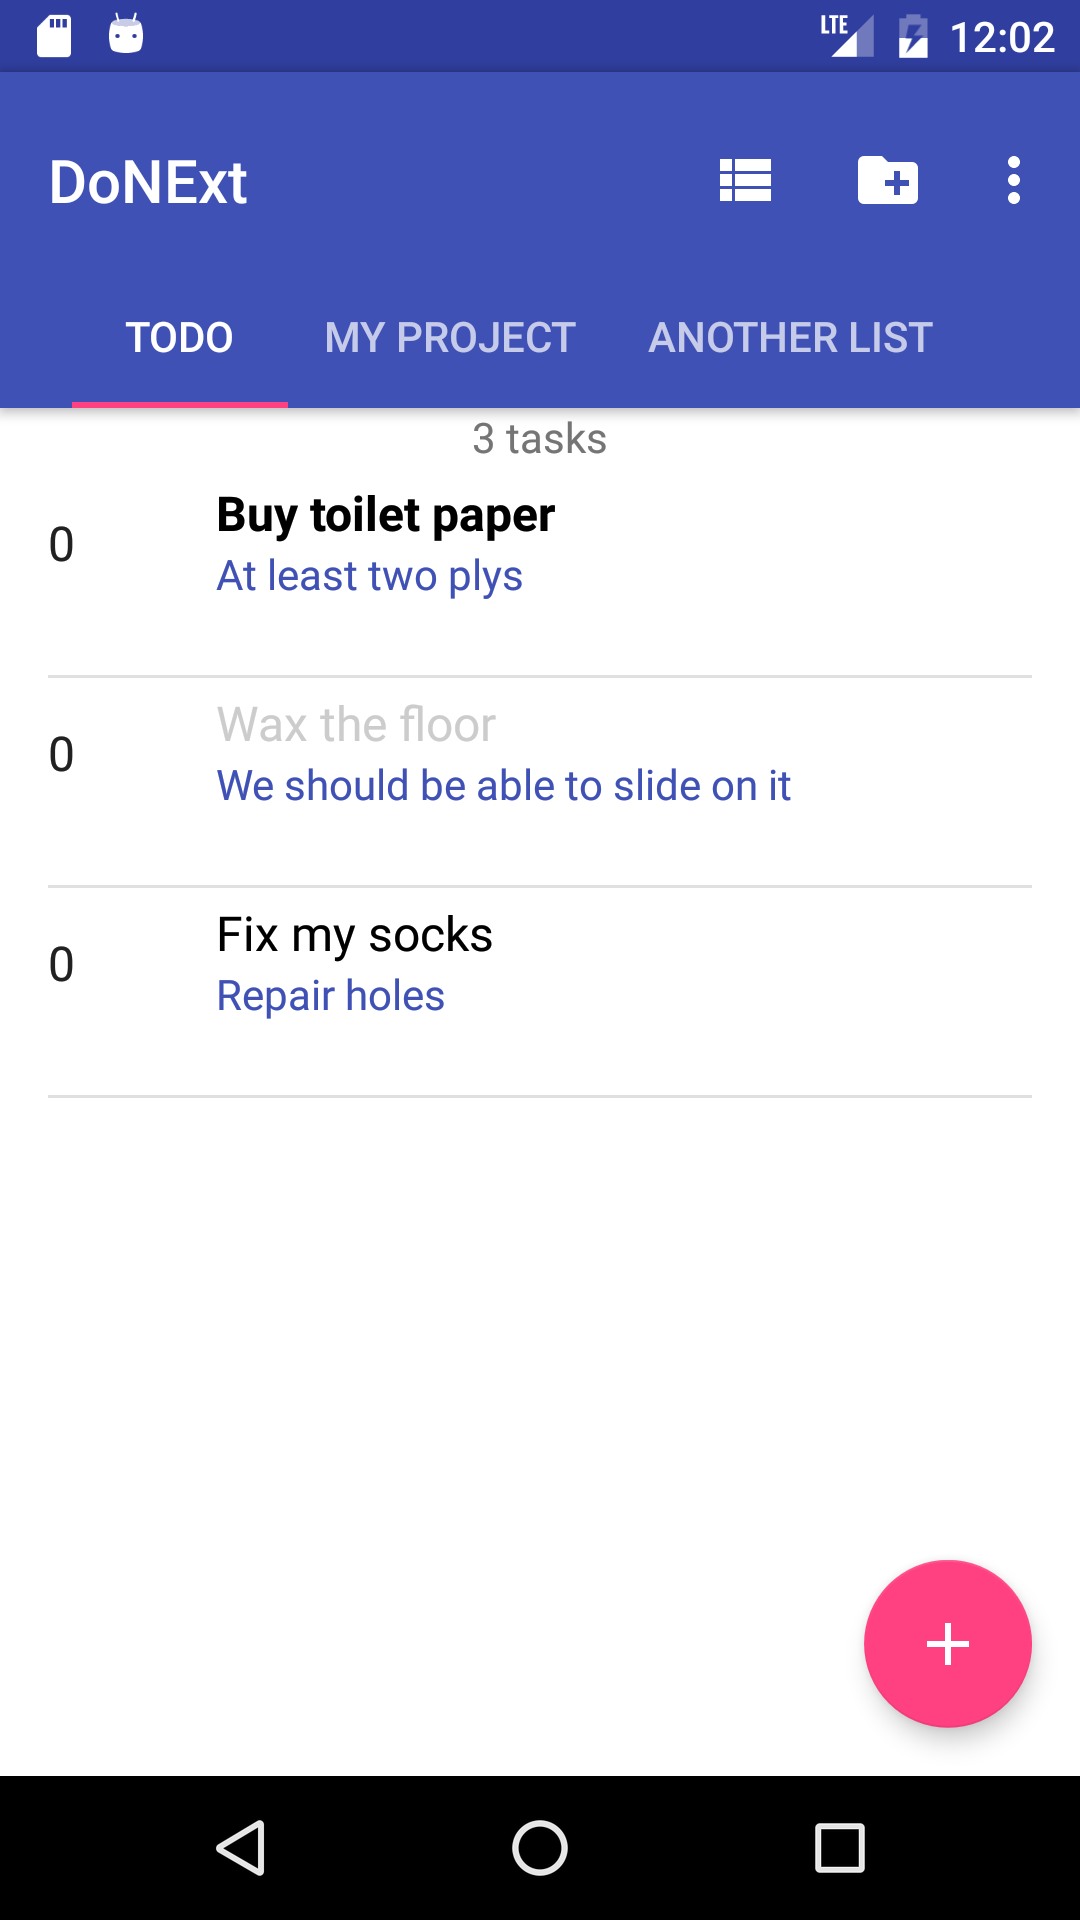 LTE 12:02
DoNExt
TODO MY PROJECT ANOTHER LIST
3 tasks
0 Buy toilet paper
At least two plys
0 Wax the floor
We should be able to slide on it
0 Fix my socks
Repair holes